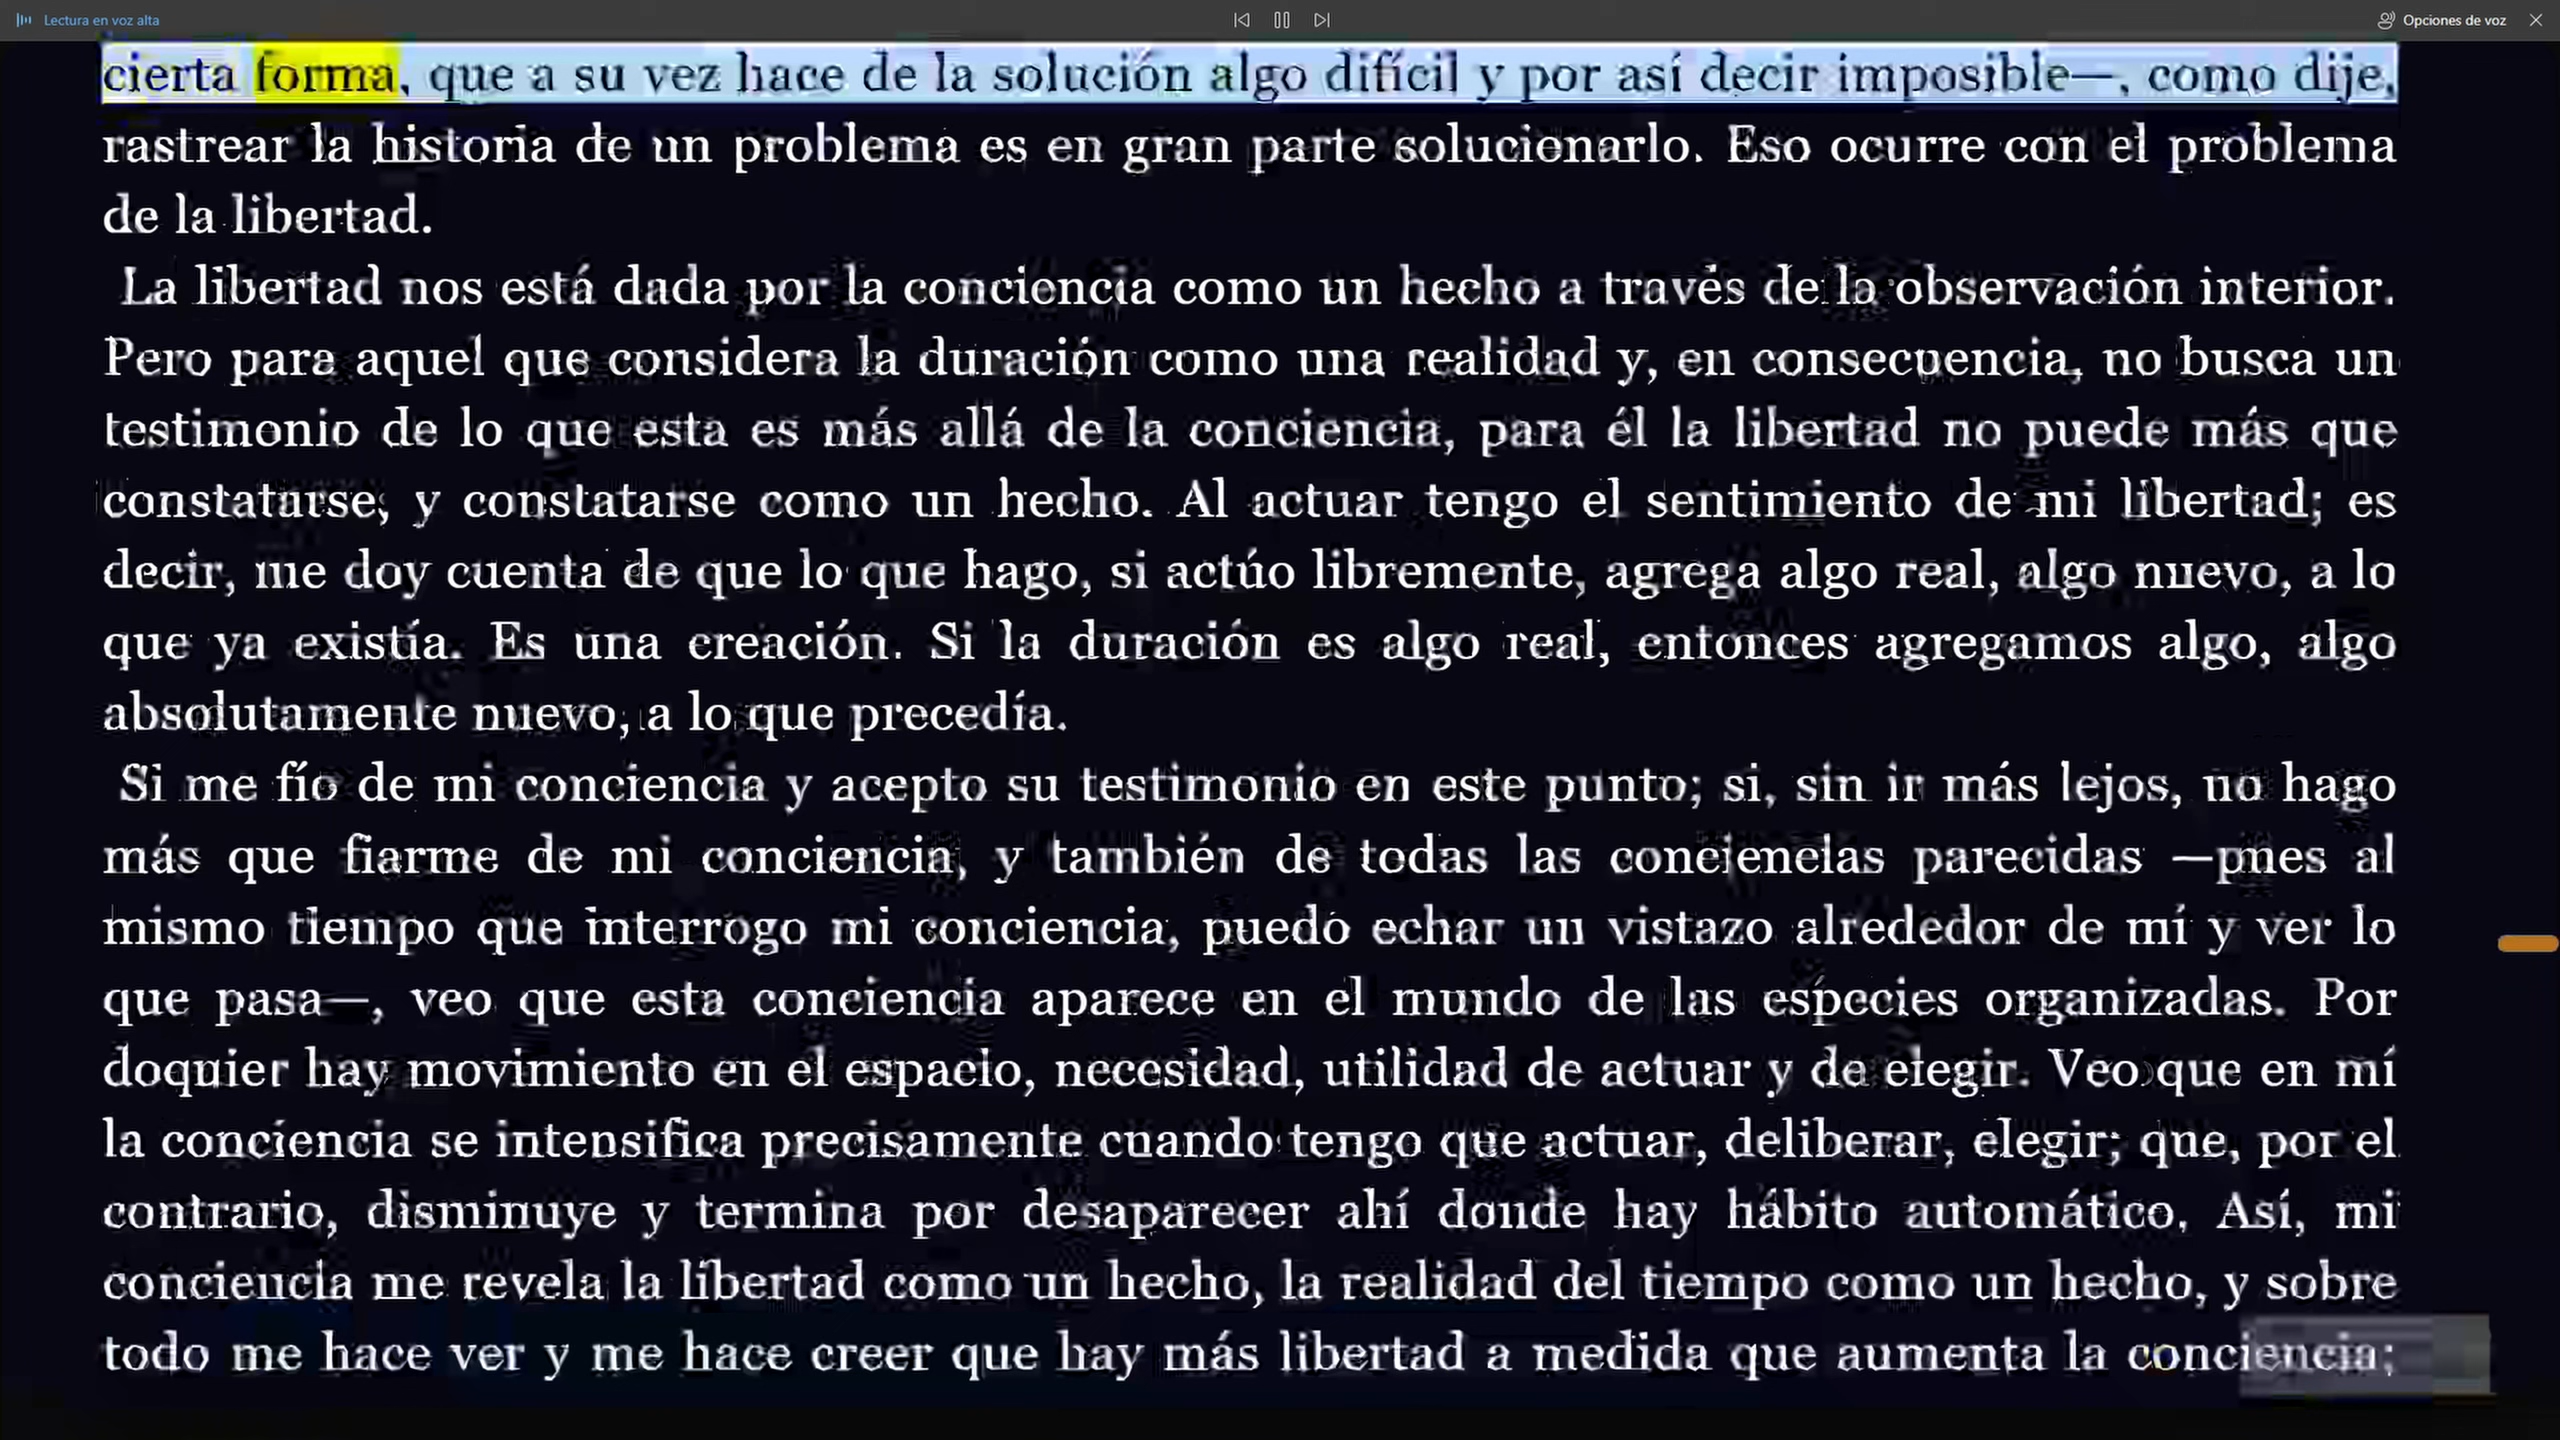 Lectura en voz alta
Opciones de voz
cierta forma, que a su vez hace de la solución algo difícil y por así decir imposible—, como dije,
rastrear la historia de un problema es en gran parte solucionarlo. Eso ocurre con el problema
de la libertad.
La libertad nos está dada por la conciencia como un hecho a través de la observación interior.
Pero para aquel que considera la duración como una realidad y, en consecuencia, no busca un
testimonio de lo que esta es más allá de la conciencia, para él la libertad no puede más que
constatarse, y constatarse como un hecho. Al actuar tengo el sentimiento de mi libertad; es
decir, me doy cuenta de que lo que hago, si actúo libremente, agrega algo real, algo nuevo, a lo
que ya existía. Es una creación. Si la duración es algo real, entonces agregamos algo, algo
absolutamente nuevo, a lo que precedía.
Si me fío de mi conciencia y acepto su testimonio en este punto; si, sin ir más lejos, no hago
más que fiarme de mi conciencia, y también de todas las conciencias parecidas —pues al
mismo tiempo que interrogo mi conciencia, puedo echar un vistazo alrededor de mí y ver lo
que pasa—, veo que esta conciencia aparece en el mundo de las especies organizadas. Por
doquier hay movimiento en el espacio, necesidad, utilidad de actuar y de elegir. Veo que en mí
la conciencia se intensifica precisamente cuando tengo que actuar, deliberar, elegir; que, por el
contrario, disminuye y termina por desaparecer ahí donde hay hábito automático. Así, mi
conciencia me revela la libertad como un hecho, la realidad del tiempo como un hecho, y sobre
todo me hace ver y me hace creer que hay más libertad a medida que aumenta la conciencia;